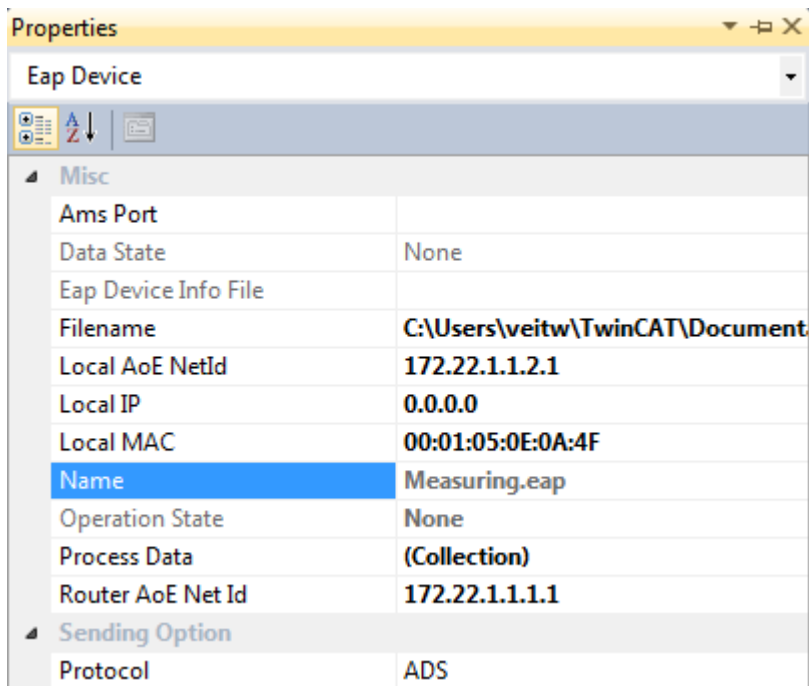 Properties
Eap Device
Misc
Ams Port
Data State None
Eap Device Info File
Filename C:\Users\veitw\TwinCAT\Document
Local AoE NetId 172.22.1.1.2.1
Local IP 0.0.0.0
Local MAC 00:01:05:0E:0A:4F
Name Measuring.eap
Operation State None
Process Data (Collection)
Router AoE Net Id 172.22.1.1.1.1
Sending Option
Protocol ADS